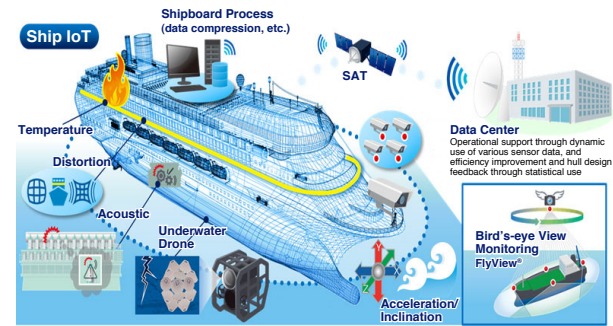 Ship IoT
Shipboard Process
(data compression, etc.)
SAT
Temperature
Distortion
Acoustic
Underwater
Drone
Acceleration/
Inclination
Data Center
Operational support through dynamic
use of various sensor data, and
efficiency improvement and hull design
feedback through statistical use
Bird's-eye View
Monitoring
FlyView®